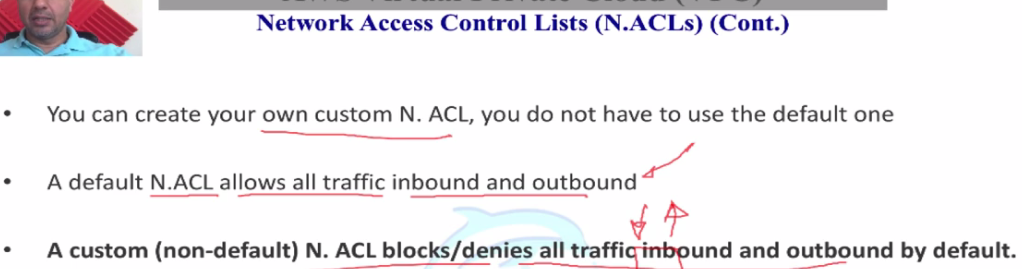 Network Access Control Lists (N.ACLs) (Cont.)
• You can create your own custom N. ACL, you do not have to use the default one
• A default N.ACL allows all traffic inbound and outbound
• A custom (non-default) N. ACL blocks/denies all traffic inbound and outbound by default.